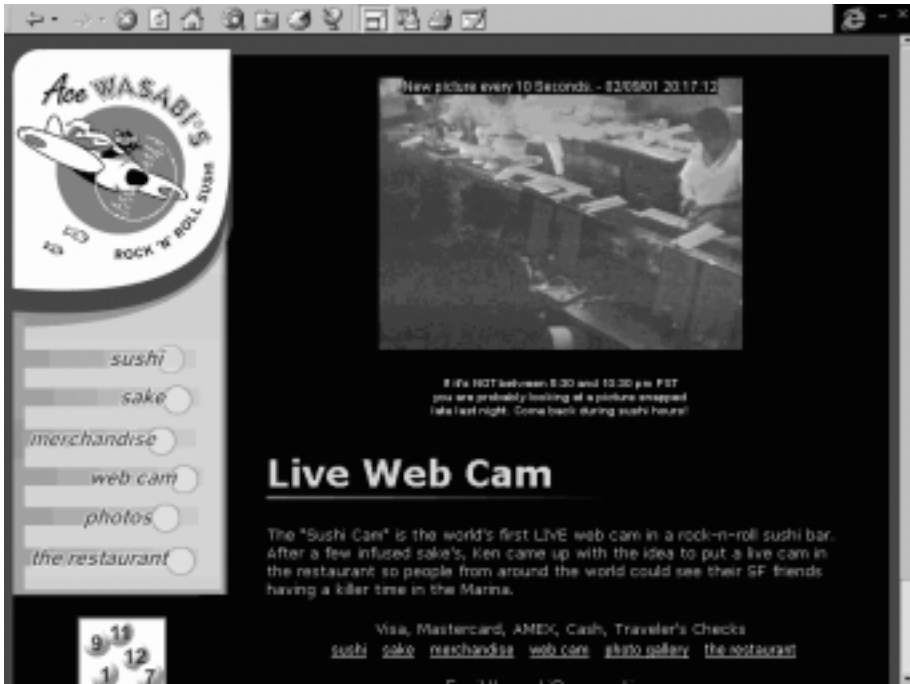 New picture every 10 Seconds. - 02/09/01 20:17:12
Ace WASABI'S
ROCK 'N' ROLL SUSHI
sushi
sake
merchandise
web cam
photos
the restaurant
If it's NOT between 5:30 and 10:30 pm PST
you are probably looking at a picture snapped
late last night. Come back during sushi hours!
Live Web Cam
The "Sushi Cam" is the world's first LIVE web cam in a rock-n-roll sushi bar.
After a few infused sake's, Ken came up with the idea to put a live cam in
the restaurant so people from around the world could see their SF friends
having a killer time in the Marina.
Visa, Mastercard, AMEX, Cash, Traveler's Checks
sushi sake merchandise web cam photo gallery the restaurant
9 11
12
1 7